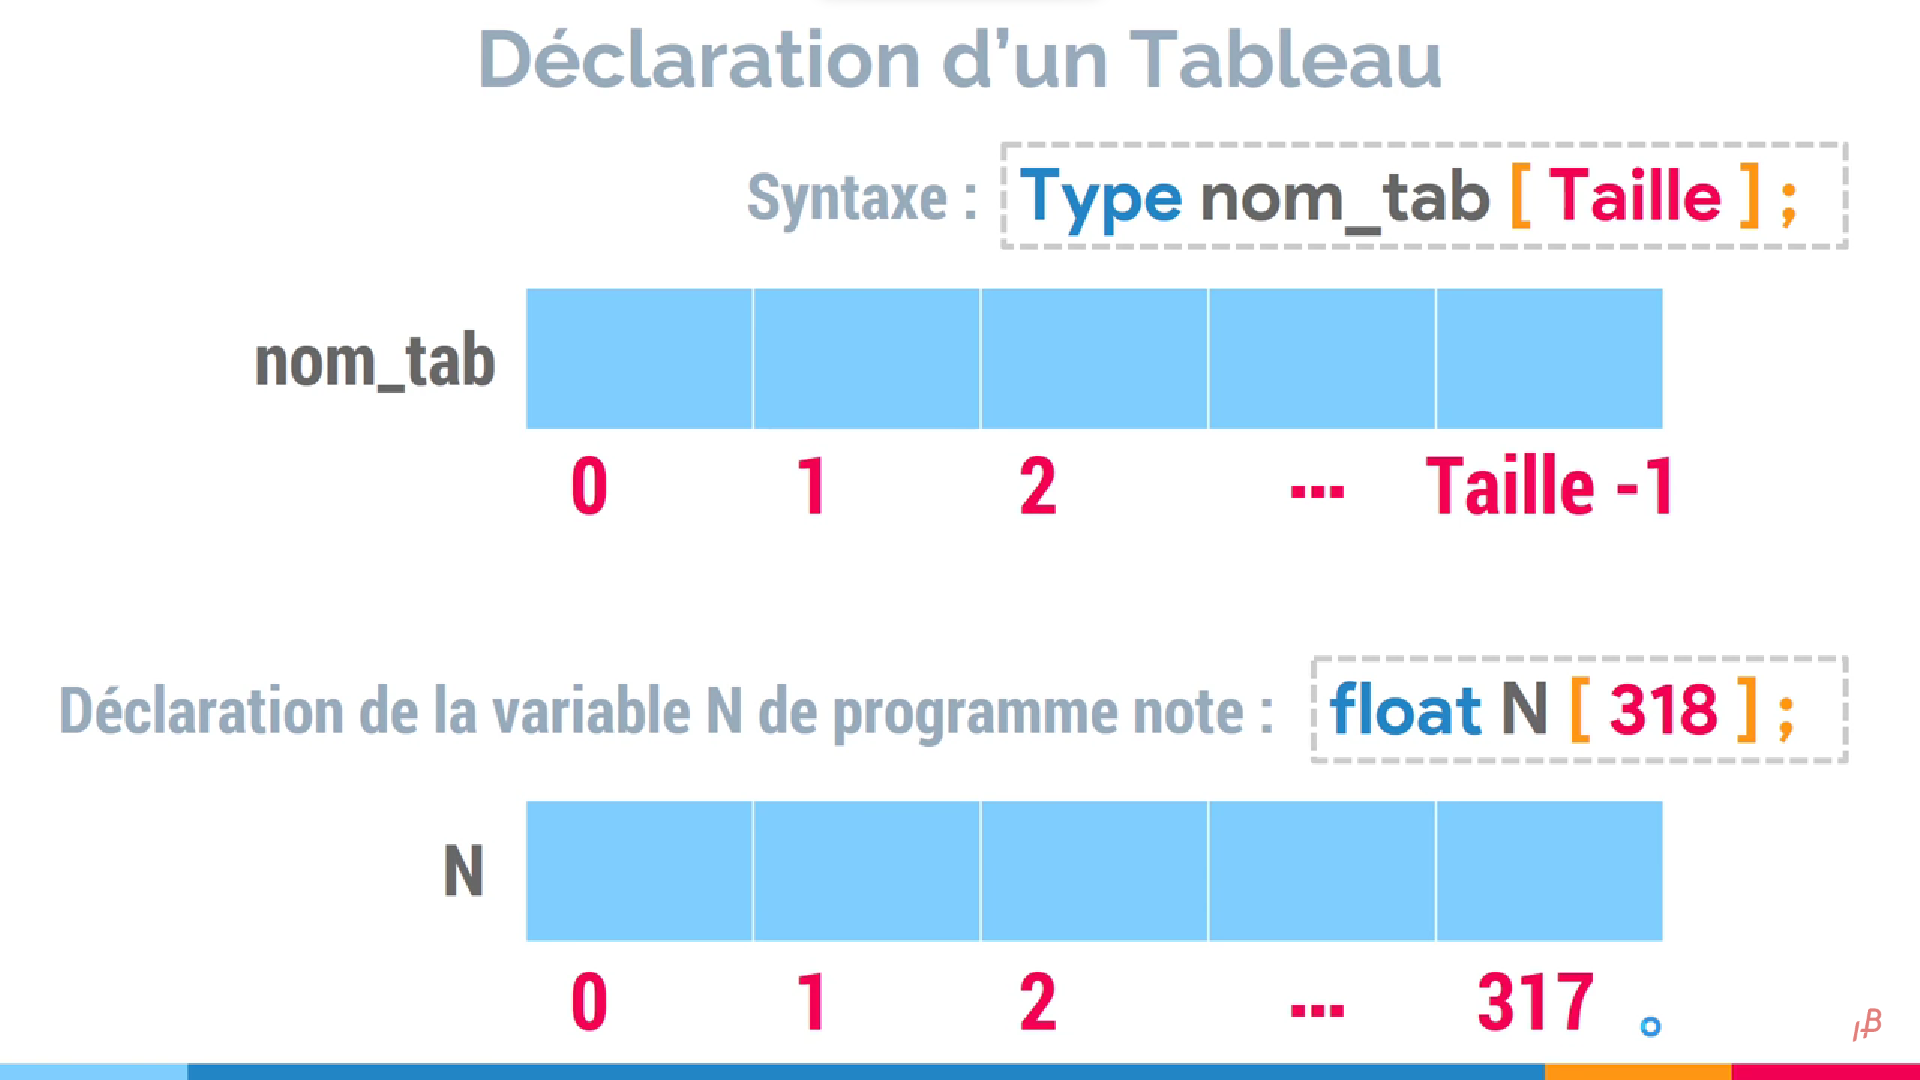 Déclaration d’un Tableau
Syntaxe : Type nom_tab [ Taille ] ;
nom_tab
0 1 2 ... Taille -1
Déclaration de la variable N de programme note : float N [ 318 ] ;
N
0 1 2 ... 317